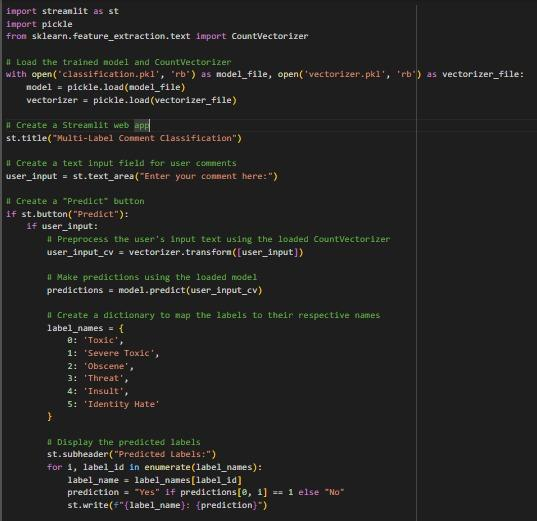 import streamlit as st
import pickle
from sklearn.feature_extraction.text import CountVectorizer
# Load the trained model and CountVectorizer
with open('classification.pkl', 'rb') as model_file, open('vectorizer.pkl', 'rb') as vectorizer_file:
    model = pickle.load(model_file)
    vectorizer = pickle.load(vectorizer_file)
# Create a Streamlit web app
st.title("Multi-Label Comment Classification")
# Create a text input field for user comments
user_input = st.text_area("Enter your comment here:")
# Create a "Predict" button
if st.button("Predict"):
    if user_input:
        # Preprocess the user's input text using the loaded CountVectorizer
        user_input_cv = vectorizer.transform([user_input])
        # Make predictions using the loaded model
        predictions = model.predict(user_input_cv)
        # Create a dictionary to map the labels to their respective names
        label_names = {
            0: 'Toxic',
            1: 'Severe Toxic',
            2: 'Obscene',
            3: 'Threat',
            4: 'Insult',
            5: 'Identity Hate'
        }
        # Display the predicted labels
        st.subheader("Predicted Labels:")
        for i, label_id in enumerate(label_names):
            label_name = label_names[label_id]
            prediction = "Yes" if predictions[0, i] == 1 else "No"
            st.write(f"{label_name}: {prediction}")